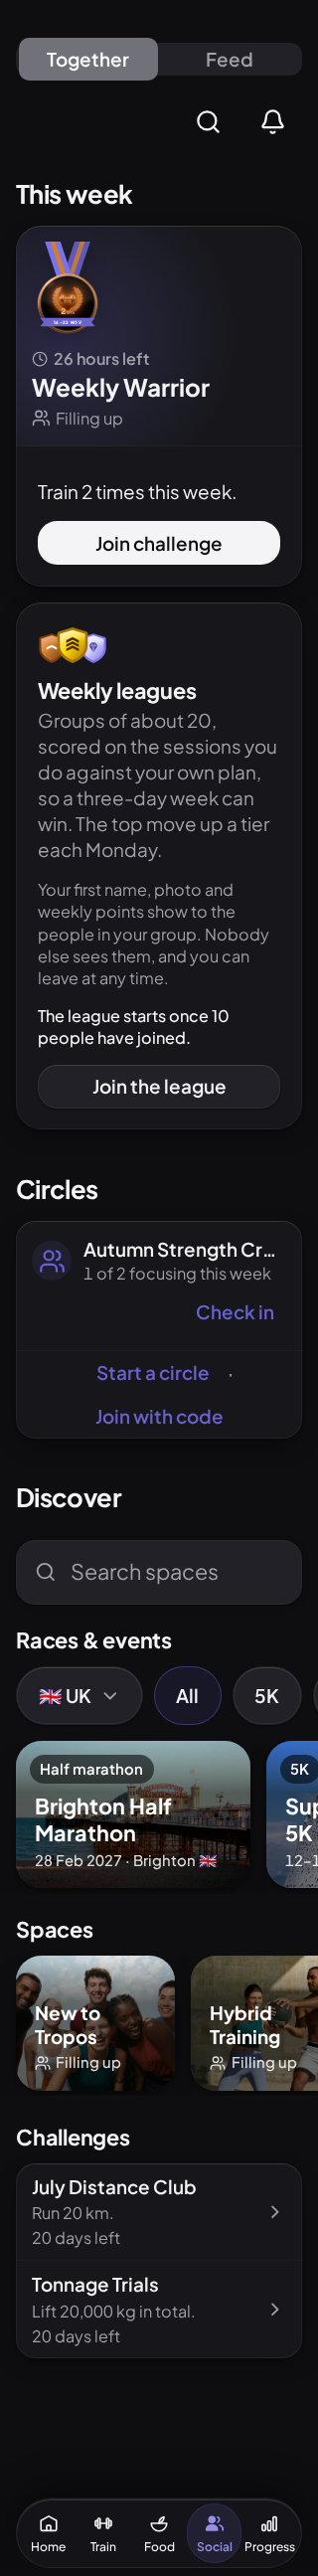 Together
Feed
This week
26 hours left
Weekly Warrior
Filling up
Train 2 times this week.
Join challenge
Weekly leagues
Groups of about 20,
scored on the sessions you
do against your own plan,
so a three-day week can
win. The top move up a tier
each Monday.
Your first name, photo and
weekly points show to the
people in your group. Nobody
else sees them, and you can
leave at any time.
The league starts once 10
people have joined.
Join the league
Circles
Autumn Strength Cr…
1 of 2 focusing this week
Check in
Start a circle ·
Join with code
Discover
Search spaces
Races & events
🇬🇧 UK
All
5K
Half marathon
Brighton Half
Marathon
28 Feb 2027 · Brighton 🇬🇧
5K
Sup
5K
12–1
Spaces
New to
Tropos
Filling up
Hybrid
Training
Filling up
Challenges
July Distance Club
Run 20 km.
20 days left
Tonnage Trials
Lift 20,000 kg in total.
20 days left
Home
Train
Food
Social
Progress